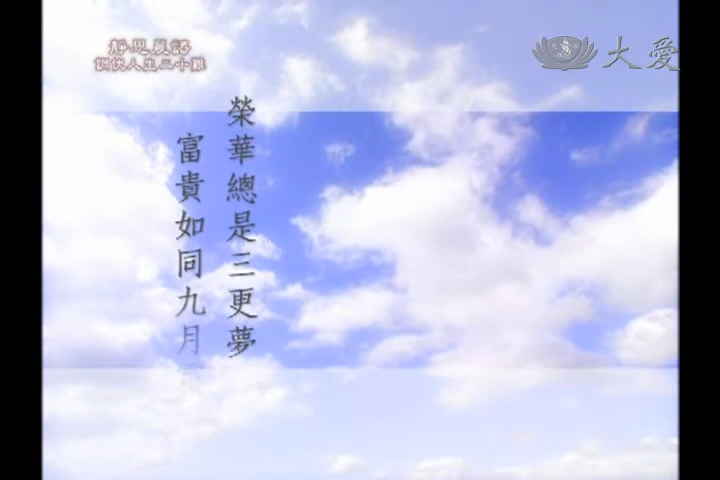 靜思晨語
調伏人生二十難
大愛
榮華總是三更夢
富貴如同九月